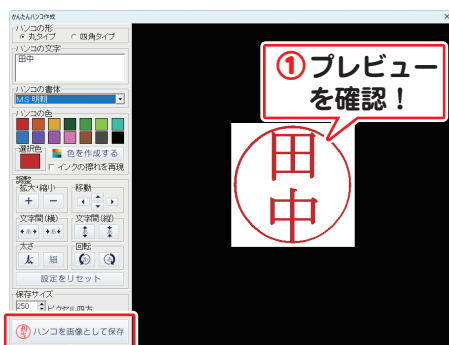 かんたんハンコ作成
ハンコの形
丸タイプ
四角タイプ
ハンコの文字
田中
ハンコの書体
MS 明朝
ハンコの色
選択色
色を作成する
インクの擦れを再現
調整
拡大・縮小
移動
文字間(横)
文字間(縦)
太さ
回転
太
細
設定をリセット
保存サイズ
250
ピクセル四方
ハンコを画像として保存
①プレビュー
を確認！
田
中